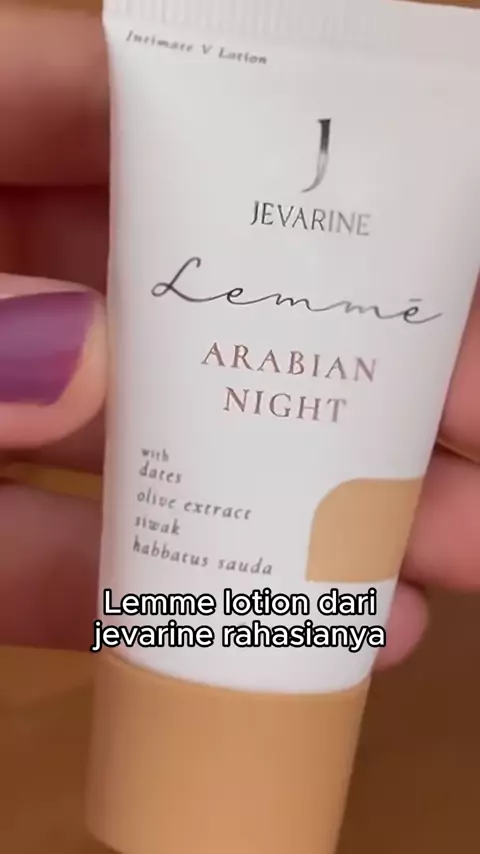 Intimate V Lotion
J
JEVARINE
Lemmē
ARABIAN
NIGHT
with
dates
olive extract
siwak
habbatus sauda
Lemme lotion dari
jevarine rahasianya